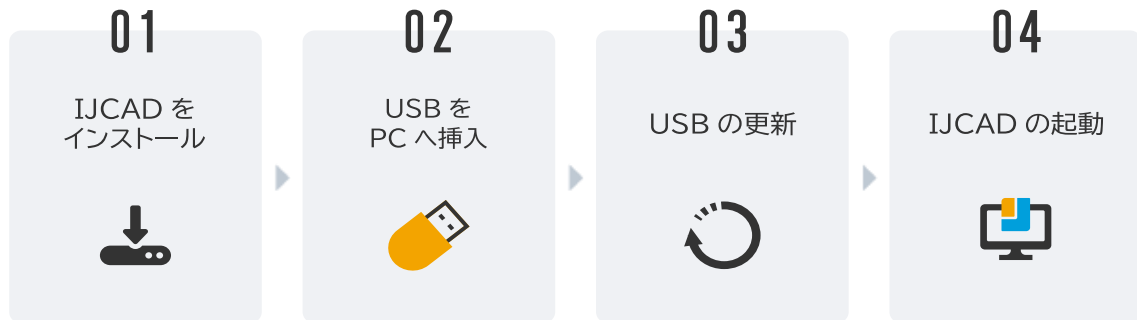 01
IJCAD を
インストール
02
USB を
PC へ挿入
03
USB の更新
04
IJCAD の起動